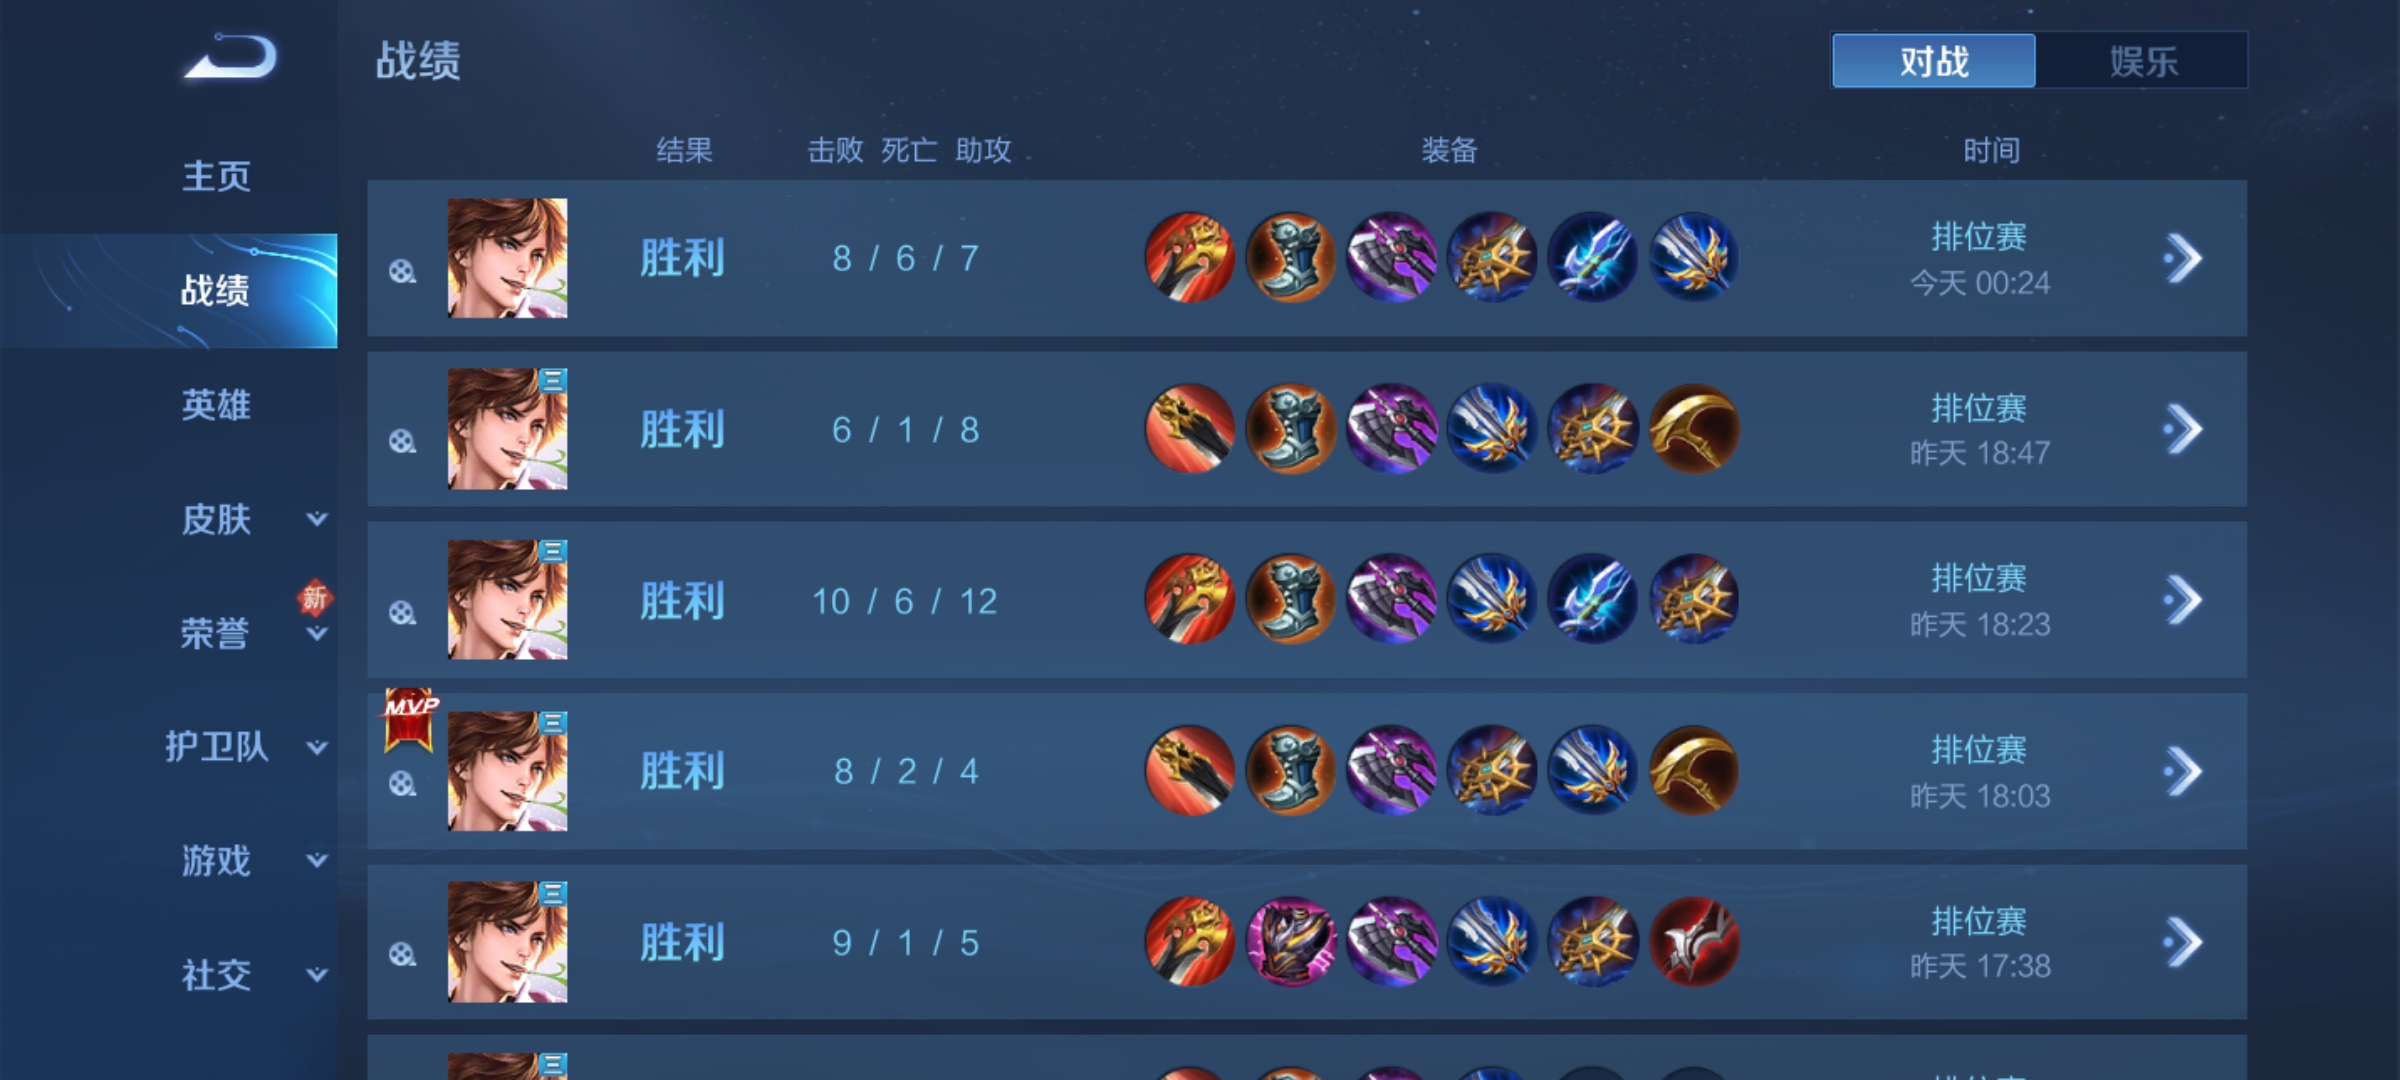 战绩
对战 娱乐
主页
战绩
英雄
皮肤
新
荣誉
护卫队
游戏
社交
结果 击败 死亡 助攻 装备 时间
胜利 8 / 6 / 7 排位赛
今天 00:24
三
胜利 6 / 1 / 8 排位赛
昨天 18:47
三
胜利 10 / 6 / 12 排位赛
昨天 18:23
MVP
三
胜利 8 / 2 / 4 排位赛
昨天 18:03
三
胜利 9 / 1 / 5 排位赛
昨天 17:38
三